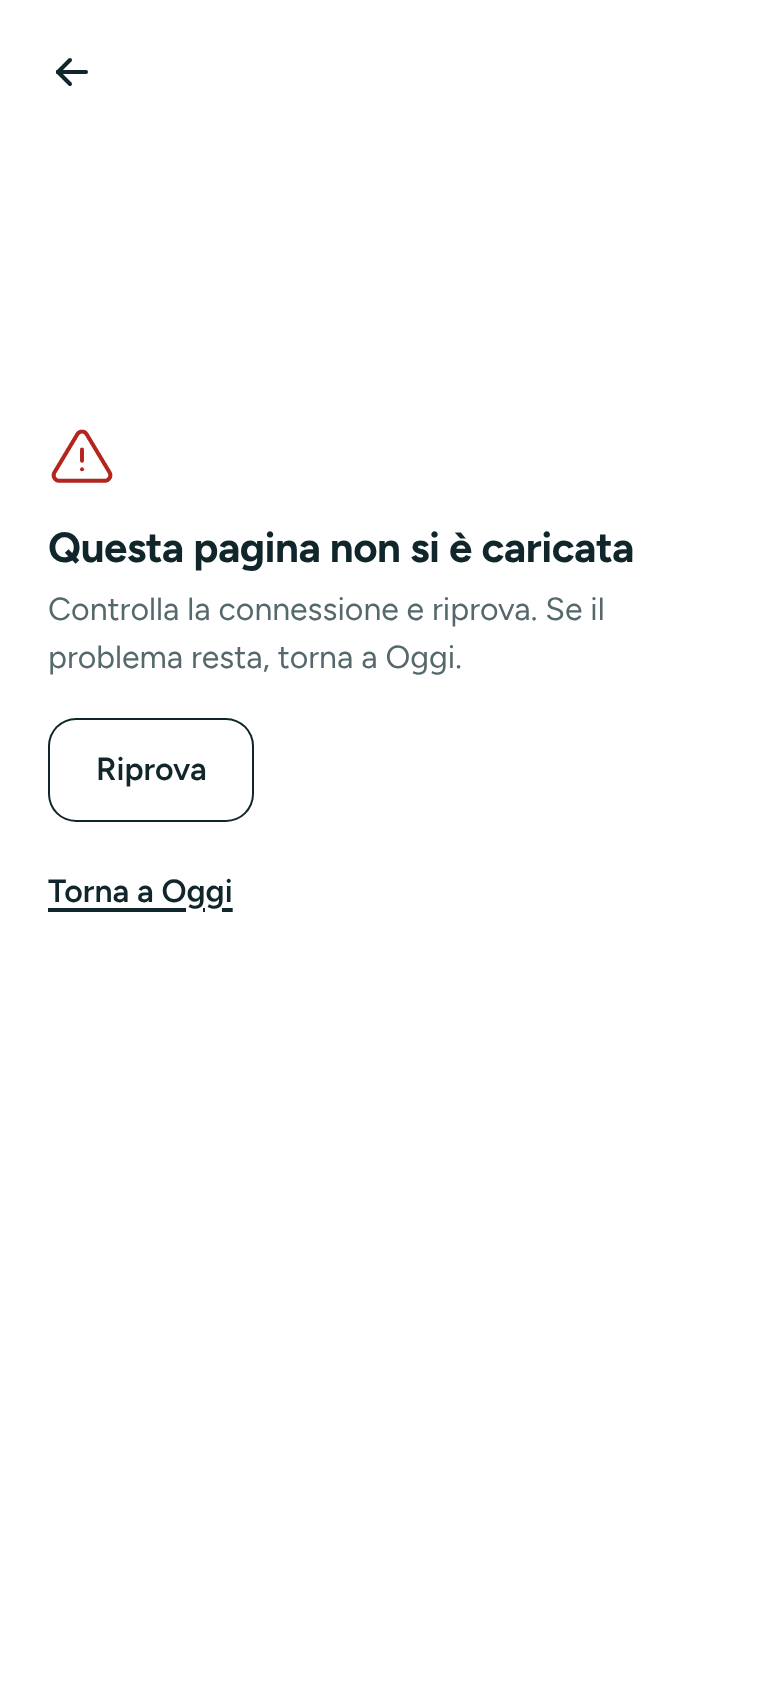 Questa pagina non si è caricata
Controlla la connessione e riprova. Se il
problema resta, torna a Oggi.
Riprova
Torna a Oggi